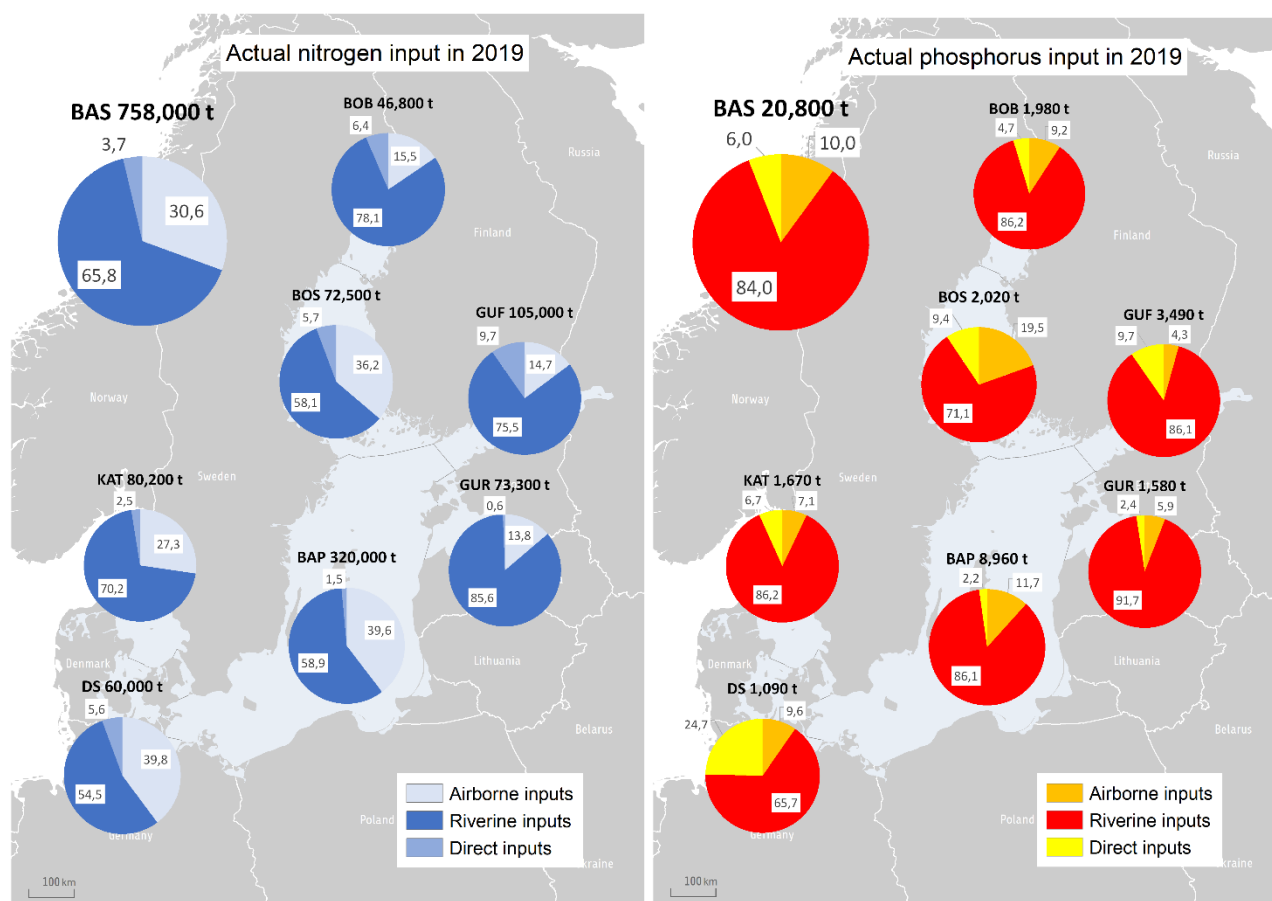 Actual nitrogen input in 2019
BAS 758,000 t
3,7
30,6
65,8
BOB 46,800 t
6,4
15,5
78,1
Russia
Finland
BOS 72,500 t
5,7
36,2
58,1
GUF 105,000 t
9,7
14,7
75,5
Norway
Sweden
KAT 80,200 t
2,5
27,3
70,2
GUR 73,300 t
0,6
13,8
85,6
BAP 320,000 t
1,5
39,6
58,9
Denmark
Lithuania
DS 60,000 t
5,6
39,8
54,5
Belarus
Germany
Poland
Airborne inputs
Riverine inputs
Direct inputs
100 km
Actual phosphorus input in 2019
BAS 20,800 t
6,0
10,0
84,0
BOB 1,980 t
4,7
9,2
86,2
Russia
Finland
BOS 2,020 t
9,4
19,5
71,1
GUF 3,490 t
9,7
4,3
86,1
Norway
Sweden
KAT 1,670 t
6,7
7,1
86,2
GUR 1,580 t
2,4
5,9
91,7
BAP 8,960 t
2,2
11,7
86,1
Denmark
Lithuania
DS 1,090 t
24,7
9,6
65,7
Belarus
Germany
Poland
Airborne inputs
Riverine inputs
Direct inputs
100 km